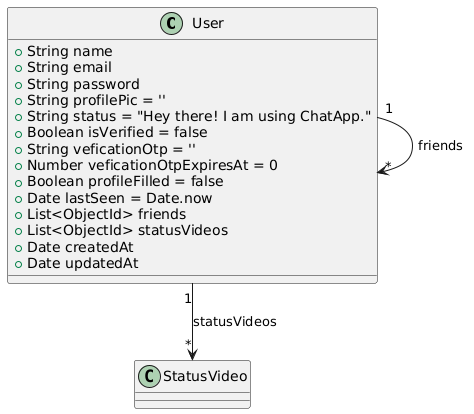 C User
String name
String email
String password
String profilePic = ''
String status = "Hey there! I am using ChatApp."
Boolean isVerified = false
String veficationOtp = ''
Number veficationOtpExpiresAt = 0
Boolean profileFilled = false
Date lastSeen = Date.now
List<ObjectId> friends
List<ObjectId> statusVideos
Date createdAt
Date updatedAt
1
friends
*
1
statusVideos
*
C StatusVideo